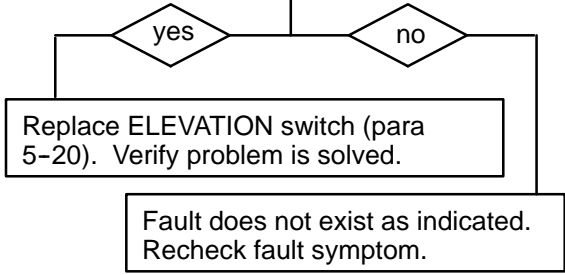 yes
no
Replace ELEVATION switch (para
5-20). Verify problem is solved.
Fault does not exist as indicated.
Recheck fault symptom.